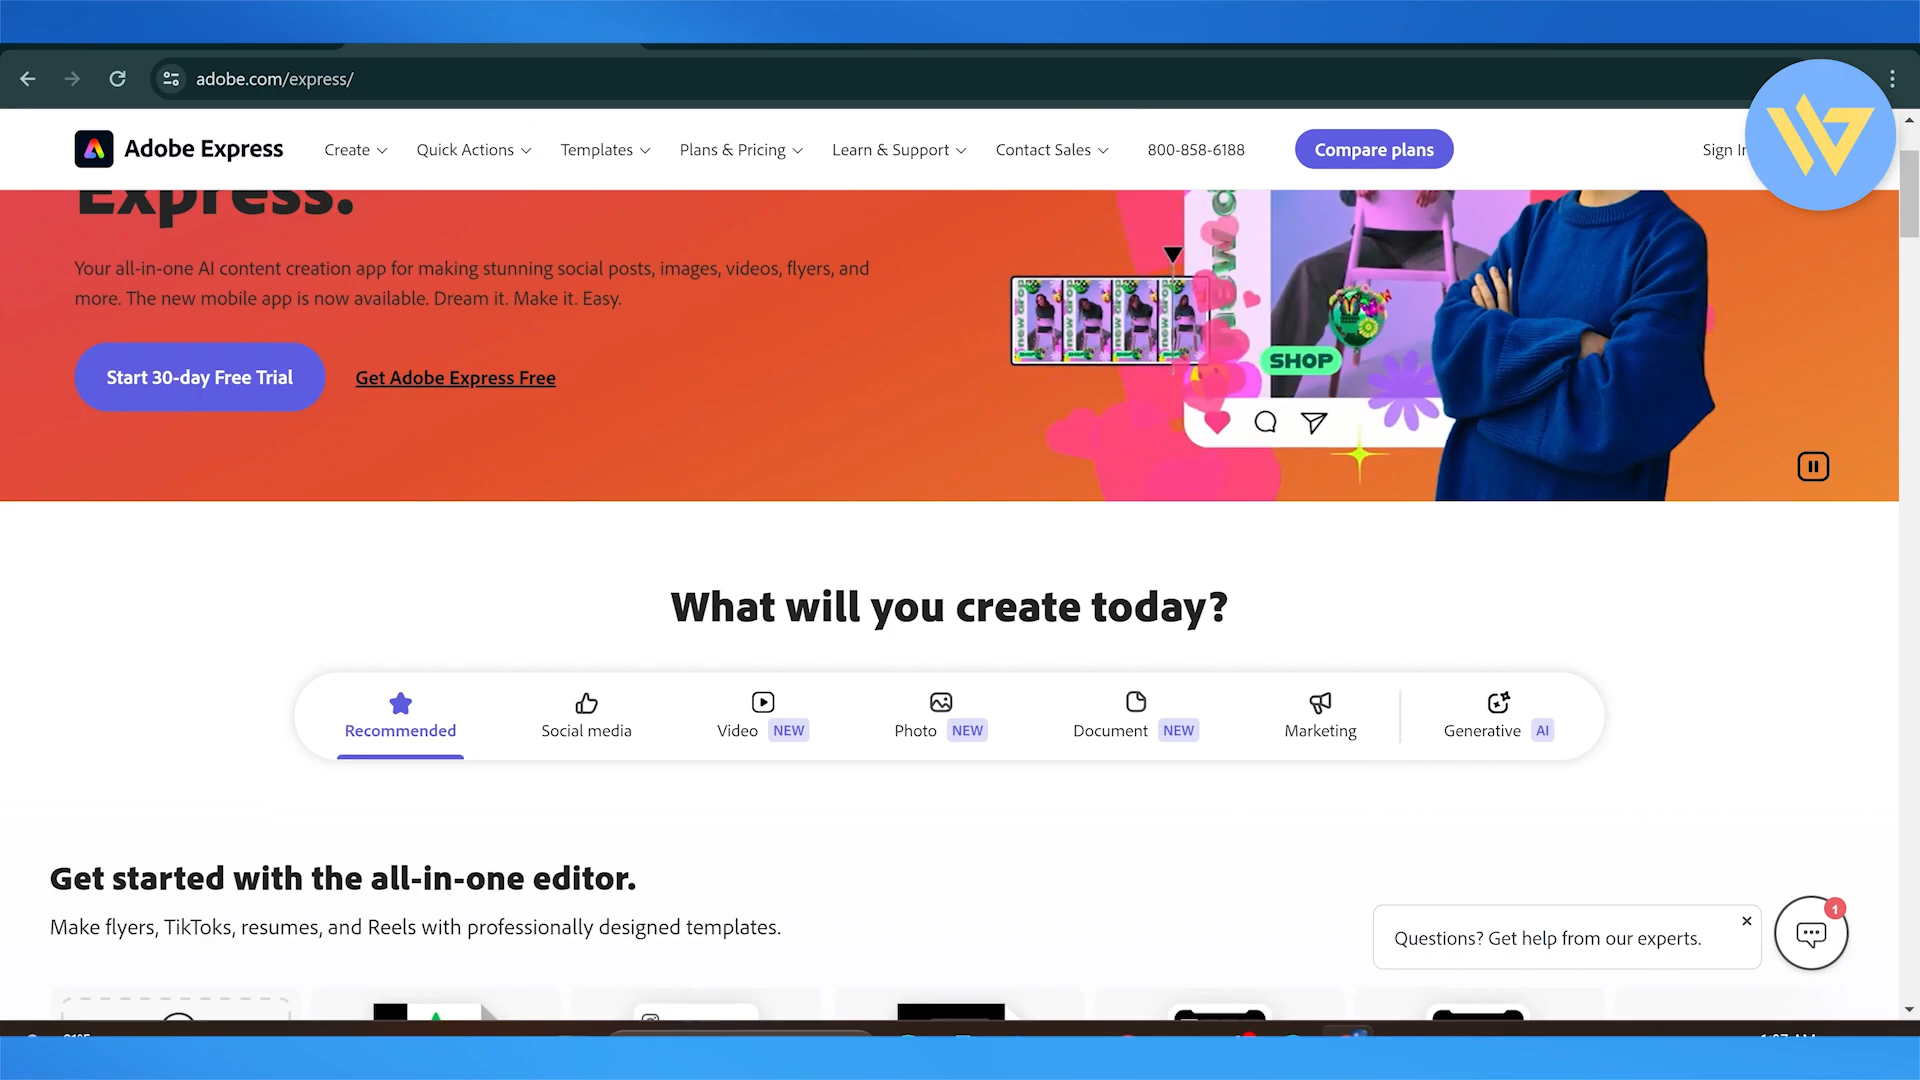 adobe.com/express/
Adobe Express
Create
Quick Actions
Templates
Plans & Pricing
Learn & Support
Contact Sales
800-858-6188
Compare plans
Sign In
Express.
Your all-in-one AI content creation app for making stunning social posts, images, videos, flyers, and
more. The new mobile app is now available. Dream it. Make it. Easy.
Start 30-day Free Trial
Get Adobe Express Free
SHOP
What will you create today?
Recommended
Social media
Video NEW
Photo NEW
Document NEW
Marketing
Generative AI
Get started with the all-in-one editor.
Make flyers, TikToks, resumes, and Reels with professionally designed templates.
Questions? Get help from our experts.
1